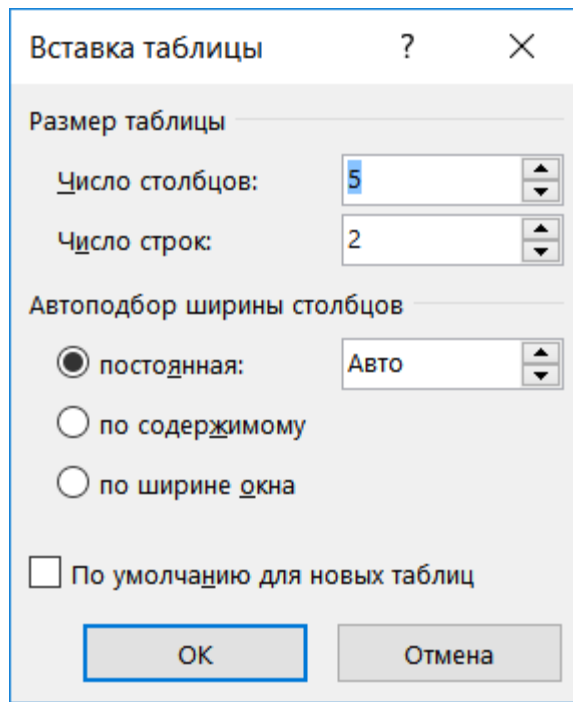 Вставка таблицы ?
Размер таблицы
Число столбцов: 5
Число строк: 2
Автоподбор ширины столбцов
постоянная: Авто
по содержимому
по ширине окна
По умолчанию для новых таблиц
ОК Отмена